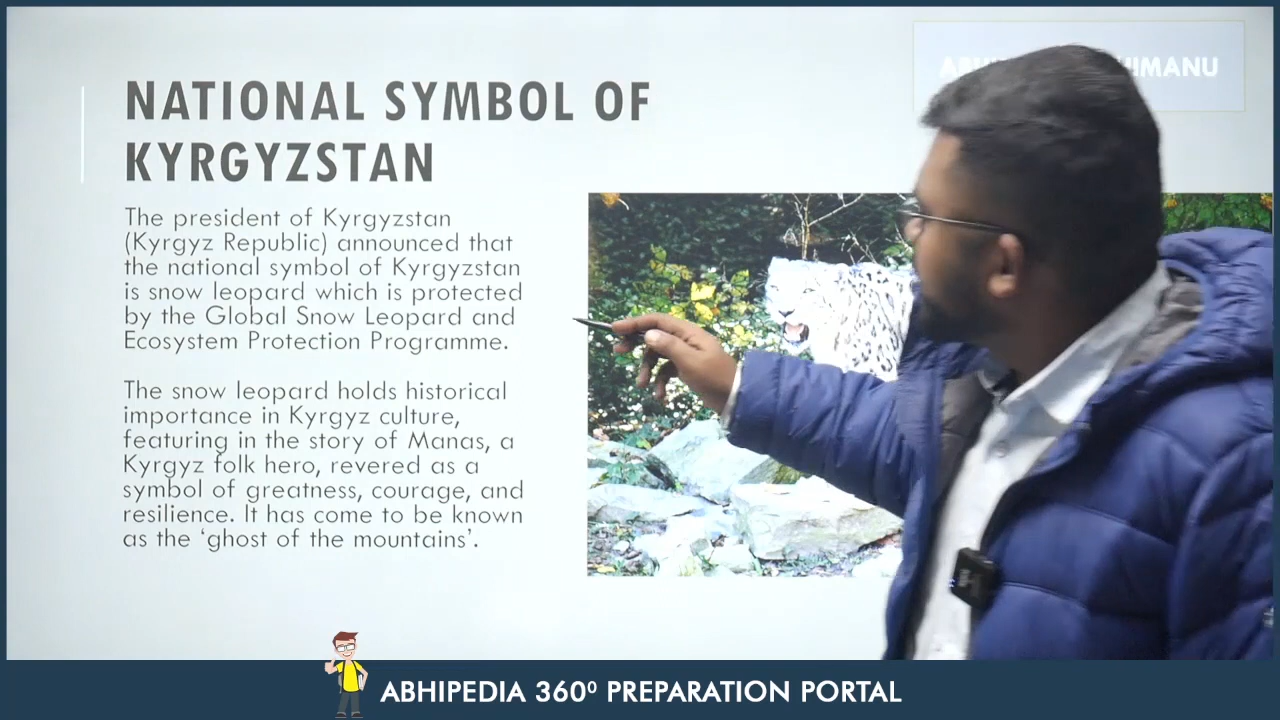 NATIONAL SYMBOL OF
KYRGYZSTAN
The president of Kyrgyzstan
(Kyrgyz Republic) announced that
the national symbol of Kyrgyzstan
is snow leopard which is protected
by the Global Snow Leopard and
Ecosystem Protection Programme.
The snow leopard holds historical
importance in Kyrgyz culture,
featuring in the story of Manas, a
Kyrgyz folk hero, revered as a
symbol of greatness, courage, and
resilience. It has come to be known
as the ‘ghost of the mountains’.
ABHIPEDIA 360⁰ PREPARATION PORTAL